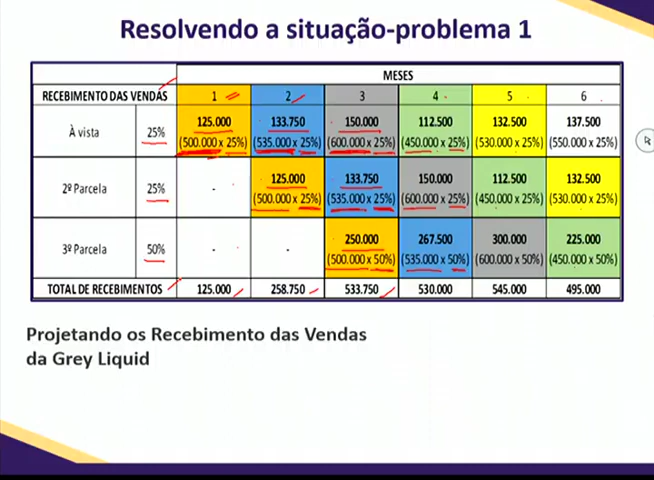 Resolvendo a situação-problema 1
MESES
RECEBIMENTO DAS VENDAS 1 2 3 4 5 6
À vista 25% 125.000 133.750 150.000 112.500 132.500 137.500
(500.000 x 25%) (535.000 x 25%) (600.000 x 25%) (450.000 x 25%) (530.000 x 25%) (550.000 x 25%)
2ª Parcela 25% - 125.000 133.750 150.000 112.500 132.500
(500.000 x 25%) (535.000 x 25%) (600.000 x 25%) (450.000 x 25%) (530.000 x 25%)
3ª Parcela 50% - - 250.000 267.500 300.000 225.000
(500.000 x 50%) (535.000 x 50%) (600.000 x 50%) (450.000 x 50%)
TOTAL DE RECEBIMENTOS 125.000 258.750 533.750 530.000 545.000 495.000
Projetando os Recebimento das Vendas
da Grey Liquid